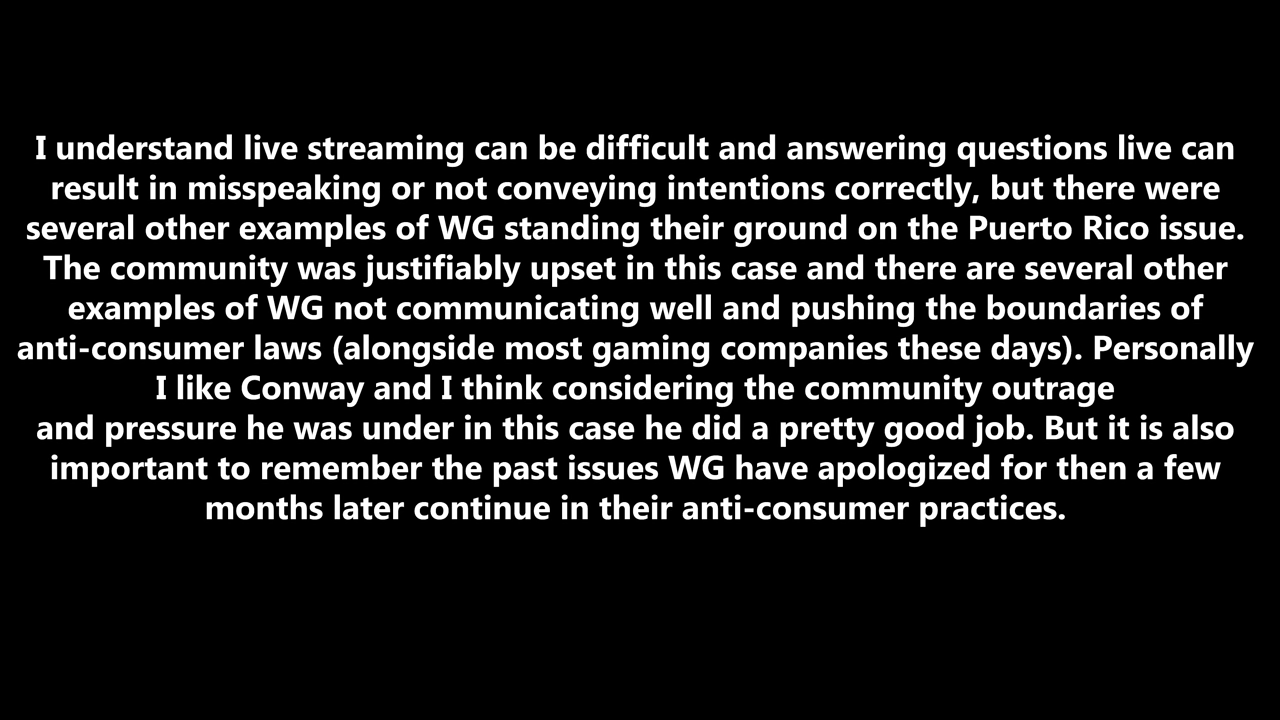 I understand live streaming can be difficult and answering questions live can
result in misspeaking or not conveying intentions correctly, but there were
several other examples of WG standing their ground on the Puerto Rico issue.
The community was justifiably upset in this case and there are several other
examples of WG not communicating well and pushing the boundaries of
anti-consumer laws (alongside most gaming companies these days). Personally
I like Conway and I think considering the community outrage
and pressure he was under in this case he did a pretty good job. But it is also
important to remember the past issues WG have apologized for then a few
months later continue in their anti-consumer practices.